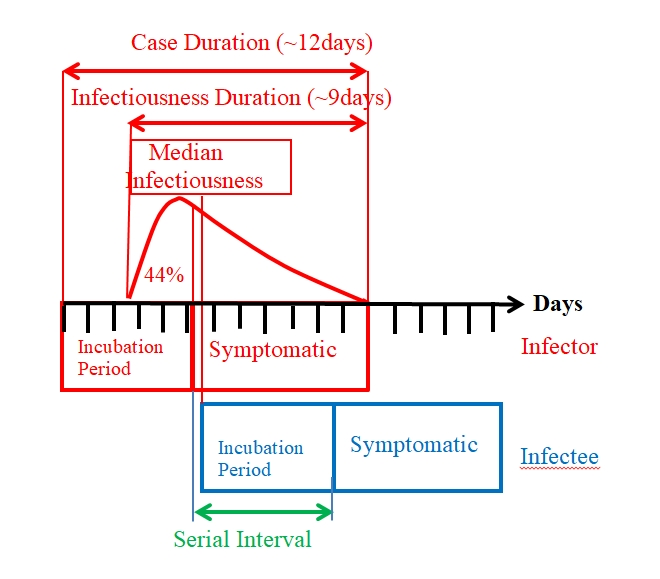 Case Duration (~12days)
Infectiousness Duration (~9days)
Median
Infectiousness
44%
Days
Incubation
Period
Symptomatic
Infector
Incubation
Period
Symptomatic
Infectee
Serial Interval